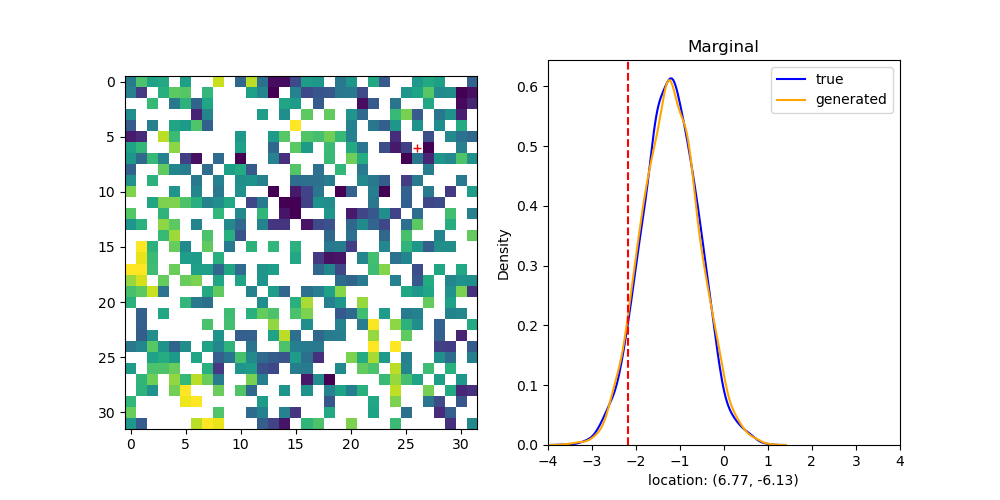 0
5
10
15
20
25
30
0 5 10 15 20 25 30
Marginal
true
generated
Density
0.6
0.5
0.4
0.3
0.2
0.1
0.0
−4 −3 −2 −1 0 1 2 3 4
location: (6.77, -6.13)